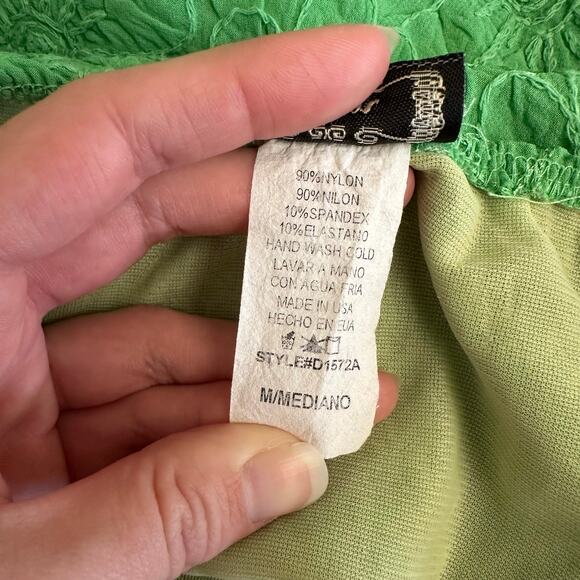 90%NYLON
90%NILON
10%SPANDEX
10%ELASTANO
HAND WASH COLD
LAVAR A MANO
CON AGUA FRIA
MADE IN USA
HECHO EN EUA
STYLE#D1572A
M/MEDIANO